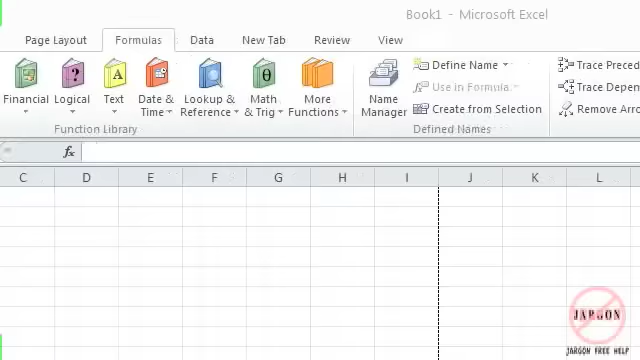 Book1 - Microsoft Excel
Page Layout Formulas Data New Tab Review View
Financial Logical Text Date & Time Lookup & Reference Math & Trig More Functions Name Manager
Define Name Use in Formula Create from Selection
Trace Preced
Trace Depen
Remove Arro
Function Library Defined Names
fx
C D E F G H I J K L
JARGON
JARGON FREE HELP